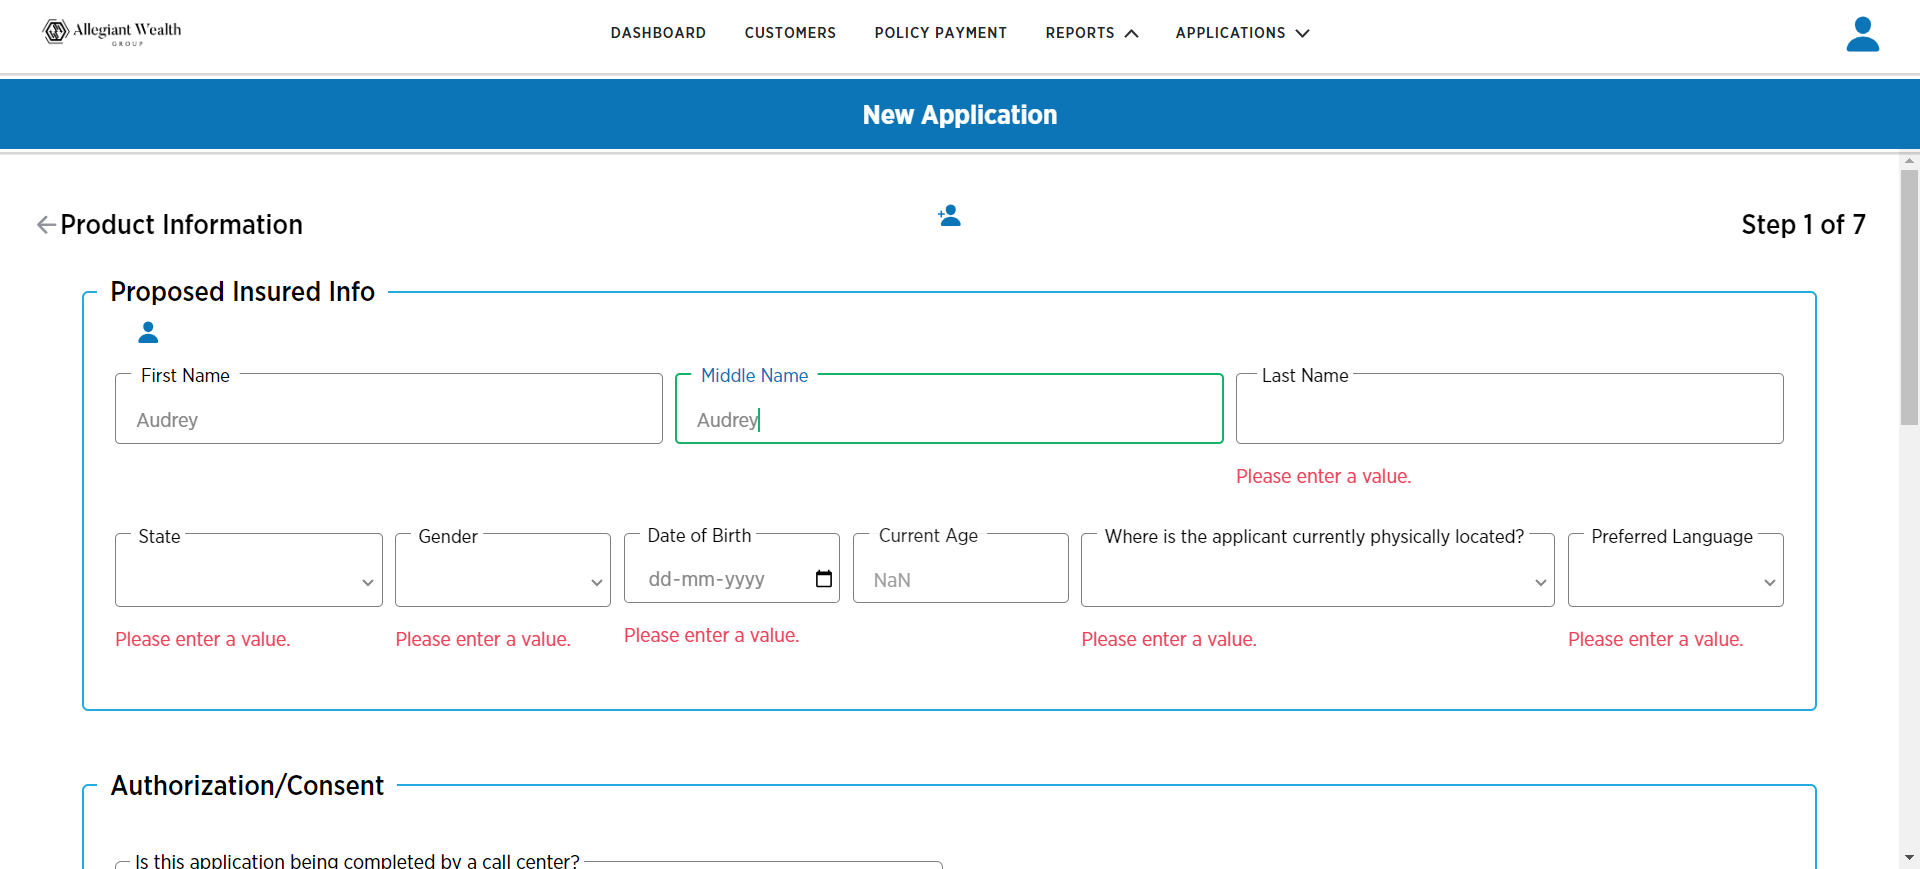 Allegiant Wealth
GROUP
DASHBOARD CUSTOMERS POLICY PAYMENT REPORTS APPLICATIONS
New Application
Product Information
Step 1 of 7
Proposed Insured Info
First Name Middle Name Last Name
Audrey Audrey
Please enter a value.
State Gender Date of Birth Current Age Where is the applicant currently physically located? Preferred Language
dd-mm-yyyy NaN
Please enter a value. Please enter a value. Please enter a value. Please enter a value. Please enter a value.
Authorization/Consent
Is this application being completed by a call center?